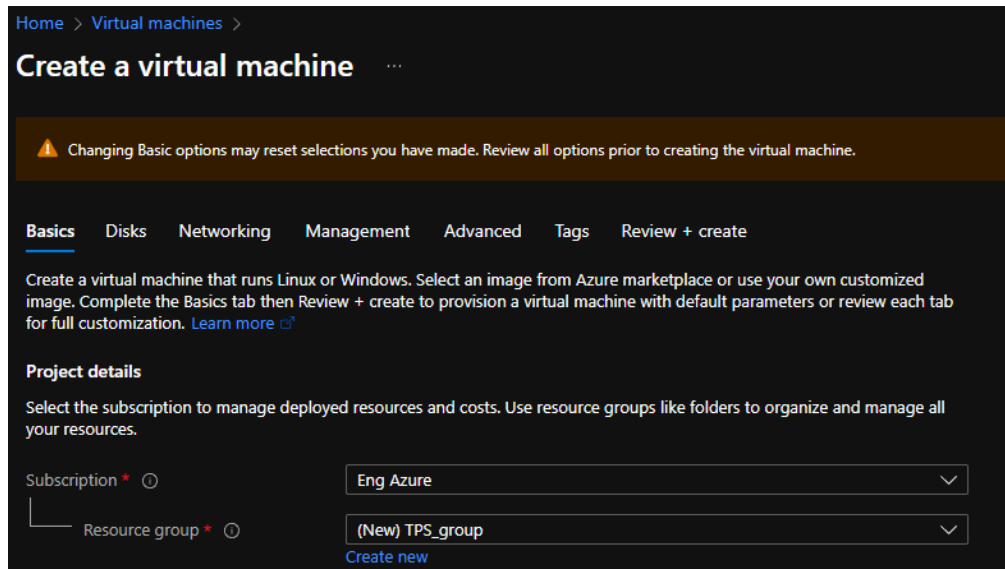 Home > Virtual machines >
Create a virtual machine ...
Changing Basic options may reset selections you have made. Review all options prior to creating the virtual machine.
Basics Disks Networking Management Advanced Tags Review + create
Create a virtual machine that runs Linux or Windows. Select an image from Azure marketplace or use your own customized
image. Complete the Basics tab then Review + create to provision a virtual machine with default parameters or review each tab
for full customization. Learn more
Project details
Select the subscription to manage deployed resources and costs. Use resource groups like folders to organize and manage all
your resources.
Subscription * Eng Azure
Resource group * (New) TPS_group
Create new